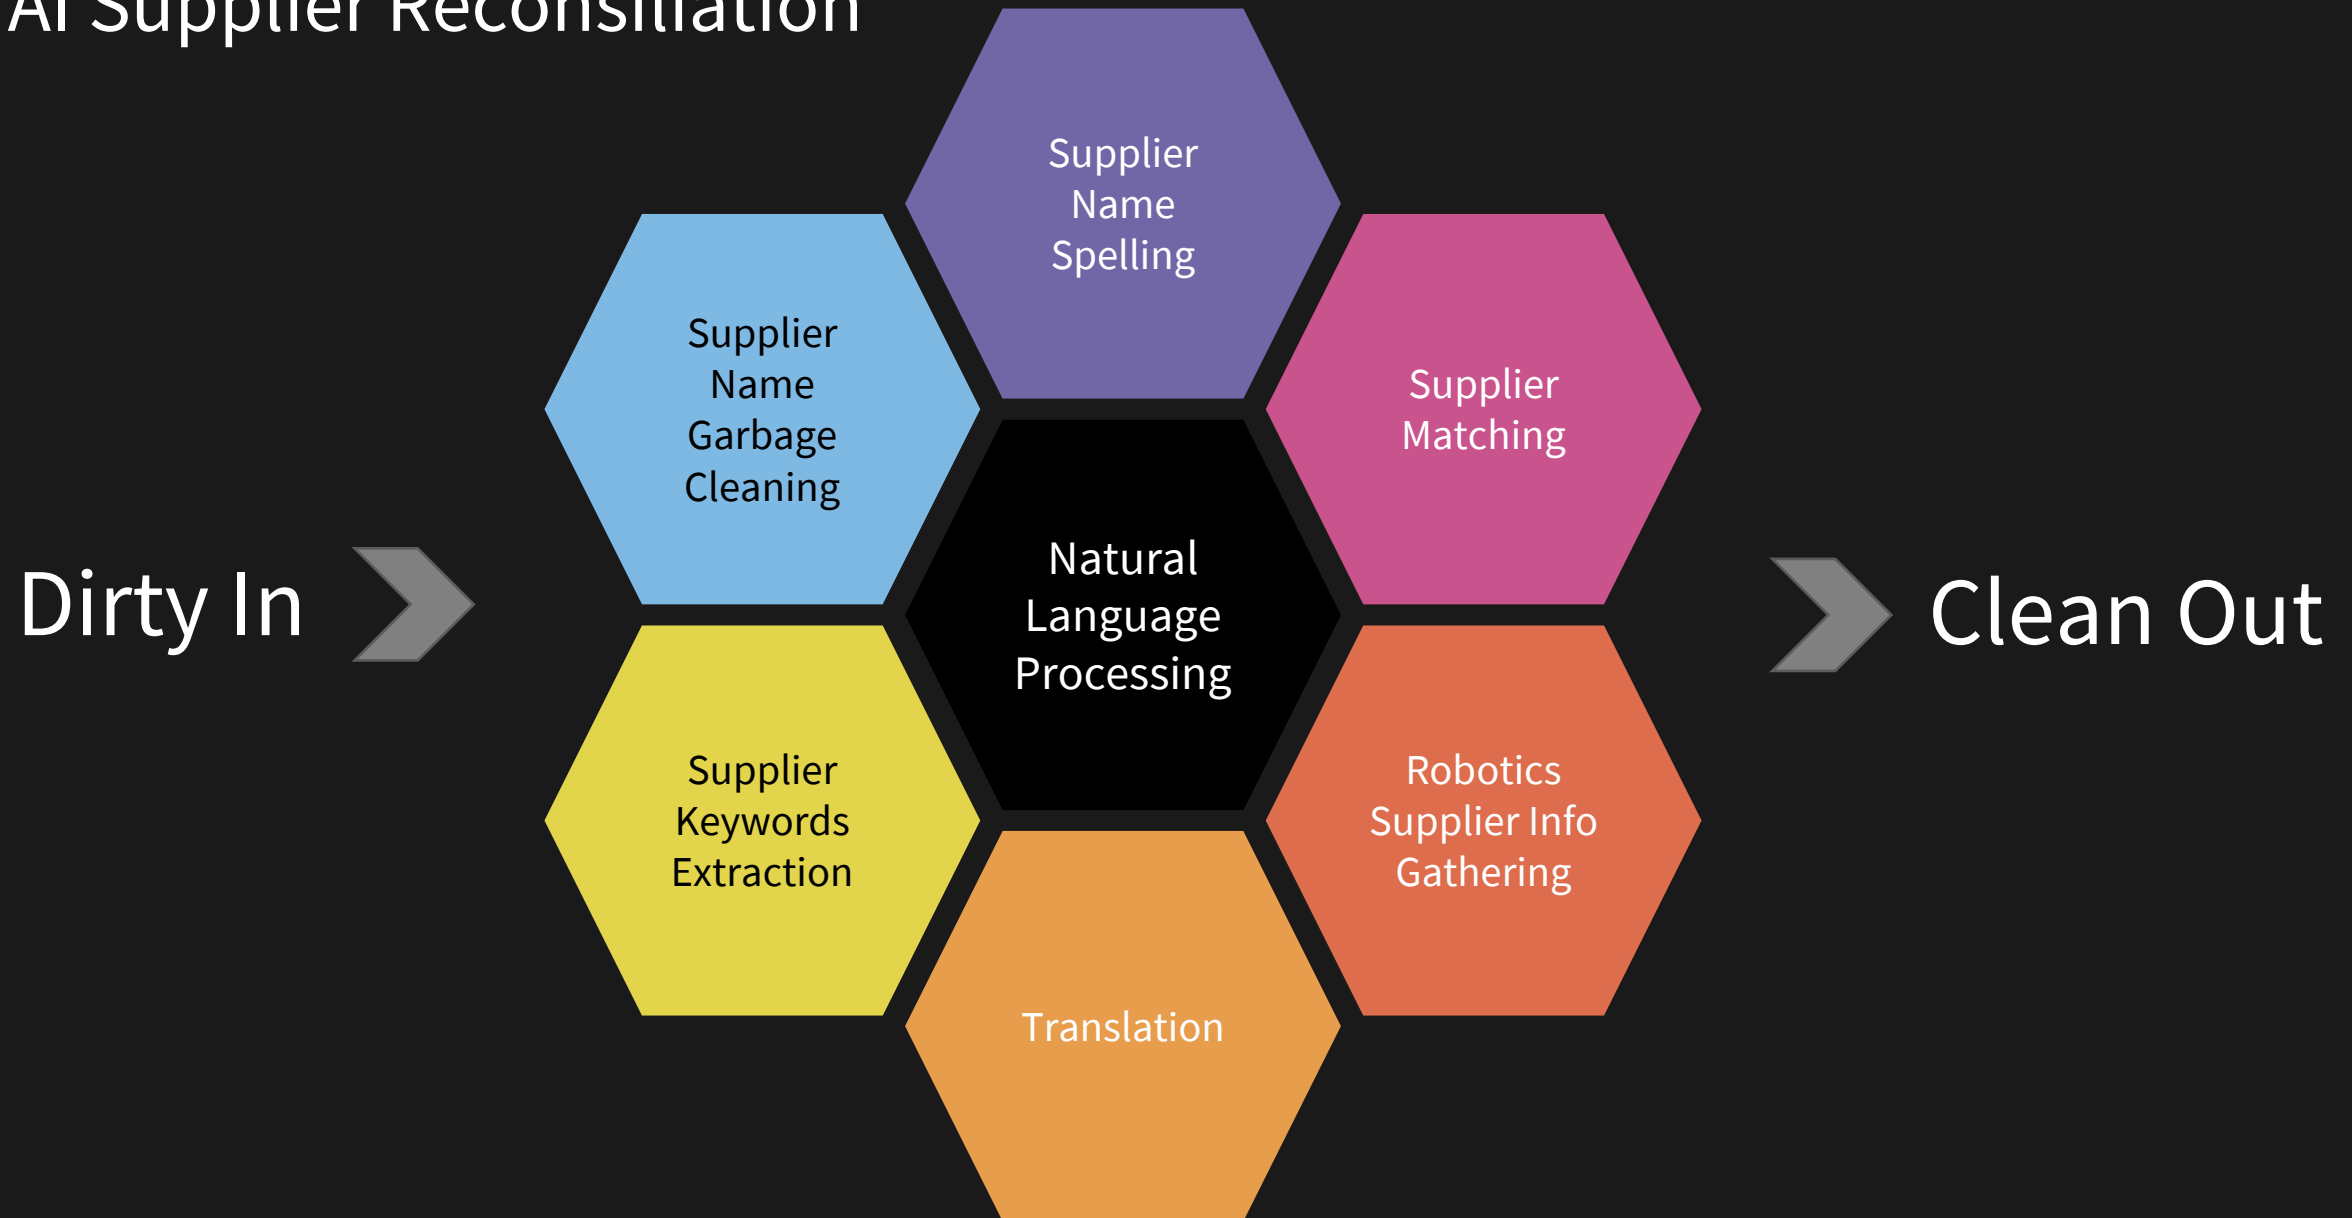 AI Supplier Reconsiliation
Supplier
Name
Spelling
Supplier
Name
Garbage
Cleaning
Supplier
Matching
Natural
Language
Processing
Dirty In
Clean Out
Supplier
Keywords
Extraction
Robotics
Supplier Info
Gathering
Translation